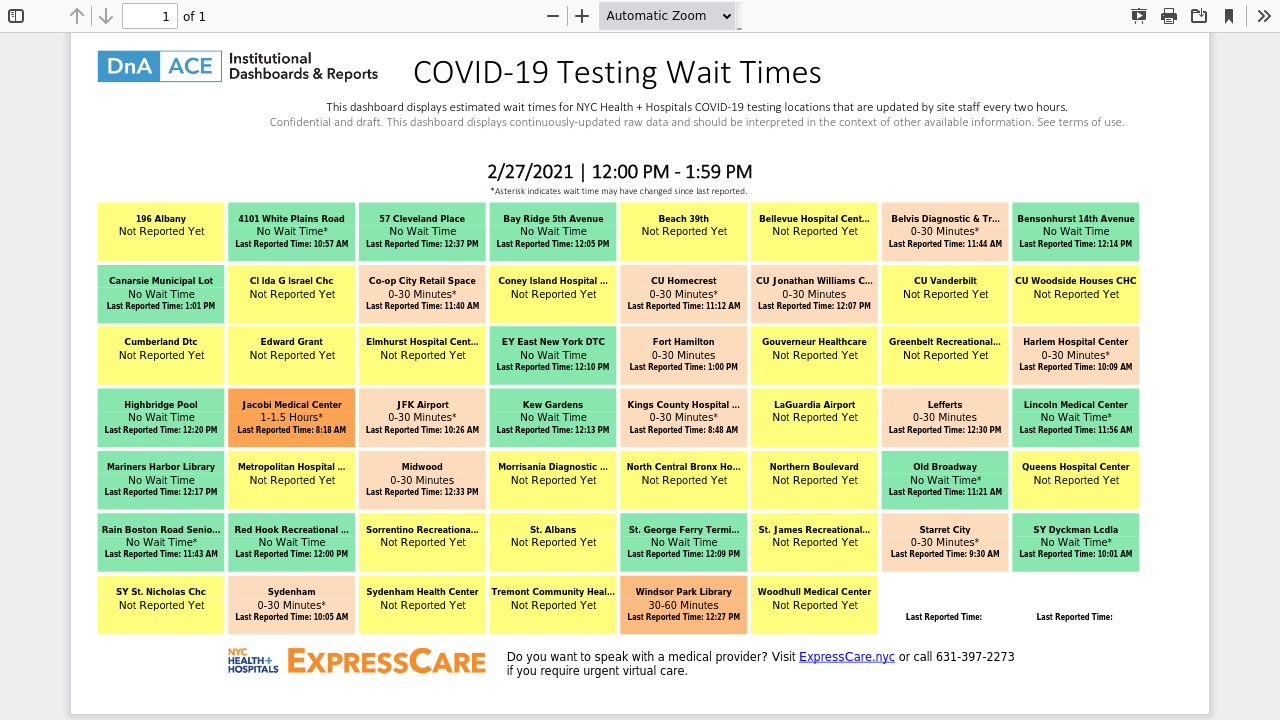 1 of 1 Automatic Zoom
DnA ACE Institutional
Dashboards & Reports
COVID-19 Testing Wait Times
This dashboard displays estimated wait times for NYC Health + Hospitals COVID-19 testing locations that are updated by site staff every two hours.
Confidential and draft. This dashboard displays continuously-updated raw data and should be interpreted in the context of other available information. See terms of use.
2/27/2021 | 12:00 PM - 1:59 PM
*Asterisk indicates wait time may have changed since last reported.
196 Albany
Not Reported Yet
4101 White Plains Road
No Wait Time*
Last Reported Time: 10:57 AM
57 Cleveland Place
No Wait Time
Last Reported Time: 12:37 PM
Bay Ridge 5th Avenue
No Wait Time
Last Reported Time: 12:05 PM
Beach 39th
Not Reported Yet
Bellevue Hospital Cent...
Not Reported Yet
Belvis Diagnostic & Tr...
0-30 Minutes*
Last Reported Time: 11:44 AM
Bensonhurst 14th Avenue
No Wait Time
Last Reported Time: 12:14 PM
Canarsie Municipal Lot
No Wait Time
Last Reported Time: 1:01 PM
CI Ida G Israel Chc
Not Reported Yet
Co-op City Retail Space
0-30 Minutes*
Last Reported Time: 11:40 AM
Coney Island Hospital ...
Not Reported Yet
CU Homecrest
0-30 Minutes*
Last Reported Time: 11:12 AM
CU Jonathan Williams C...
0-30 Minutes
Last Reported Time: 12:07 PM
CU Vanderbilt
Not Reported Yet
CU Woodside Houses CHC
Not Reported Yet
Cumberland Dtc
Not Reported Yet
Edward Grant
Not Reported Yet
Elmhurst Hospital Cent...
Not Reported Yet
EY East New York DTC
No Wait Time
Last Reported Time: 12:10 PM
Fort Hamilton
0-30 Minutes
Last Reported Time: 1:00 PM
Gouverneur Healthcare
Not Reported Yet
Greenbelt Recreational...
Not Reported Yet
Harlem Hospital Center
0-30 Minutes*
Last Reported Time: 10:09 AM
Highbridge Pool
No Wait Time
Last Reported Time: 12:20 PM
Jacobi Medical Center
1-1.5 Hours*
Last Reported Time: 8:18 AM
JFK Airport
0-30 Minutes*
Last Reported Time: 10:26 AM
Kew Gardens
No Wait Time
Last Reported Time: 12:13 PM
Kings County Hospital ...
0-30 Minutes*
Last Reported Time: 8:48 AM
LaGuardia Airport
Not Reported Yet
Lefferts
0-30 Minutes
Last Reported Time: 12:30 PM
Lincoln Medical Center
No Wait Time*
Last Reported Time: 11:56 AM
Mariners Harbor Library
No Wait Time
Last Reported Time: 12:17 PM
Metropolitan Hospital ...
Not Reported Yet
Midwood
0-30 Minutes
Last Reported Time: 12:33 PM
Morrisania Diagnostic ...
Not Reported Yet
North Central Bronx Ho...
Not Reported Yet
Northern Boulevard
Not Reported Yet
Old Broadway
No Wait Time*
Last Reported Time: 11:21 AM
Queens Hospital Center
Not Reported Yet
Rain Boston Road Senio...
No Wait Time*
Last Reported Time: 11:43 AM
Red Hook Recreational ...
No Wait Time
Last Reported Time: 12:00 PM
Sorrentino Recreationa...
Not Reported Yet
St. Albans
Not Reported Yet
St. George Ferry Termi...
No Wait Time
Last Reported Time: 12:09 PM
St. James Recreational...
Not Reported Yet
Starret City
0-30 Minutes*
Last Reported Time: 9:30 AM
SY Dyckman Lcdla
No Wait Time*
Last Reported Time: 10:01 AM
SY St. Nicholas Chc
Not Reported Yet
Sydenham
0-30 Minutes*
Last Reported Time: 10:05 AM
Sydenham Health Center
Not Reported Yet
Tremont Community Heal...
Not Reported Yet
Windsor Park Library
30-60 Minutes
Last Reported Time: 12:27 PM
Woodhull Medical Center
Not Reported Yet
Last Reported Time:
Last Reported Time:
NYC
HEALTH+
HOSPITALS
EXPRESSCARE
Do you want to speak with a medical provider? Visit ExpressCare.nyc or call 631-397-2273
if you require urgent virtual care.